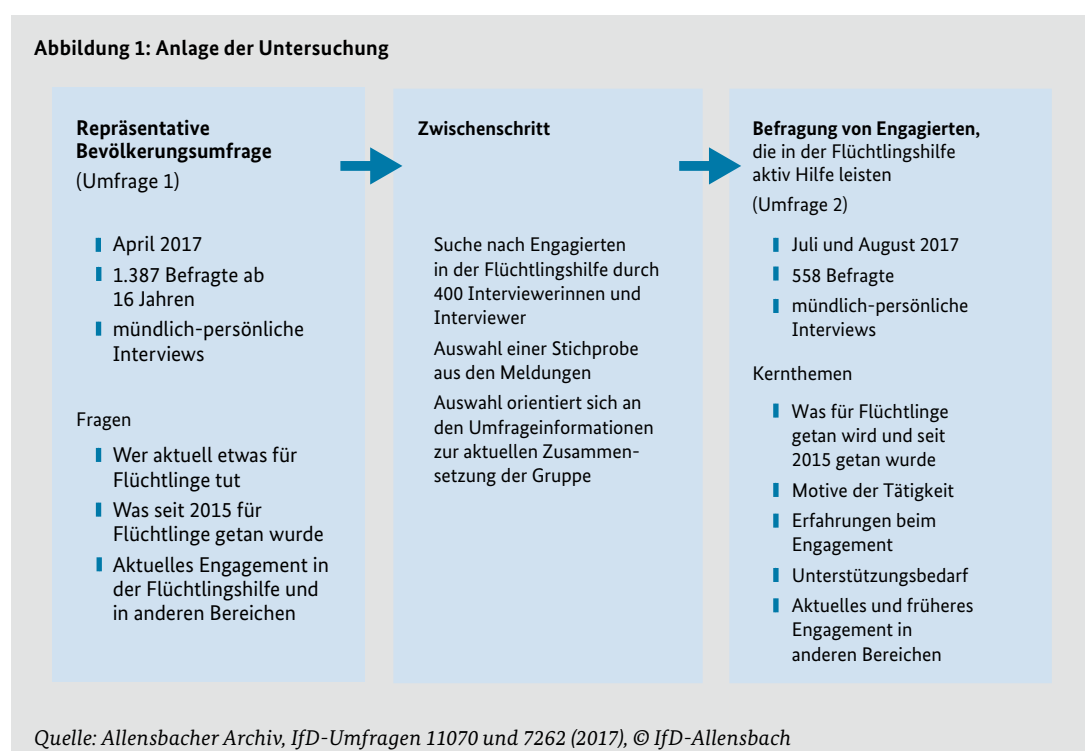 Abbildung 1: Anlage der Untersuchung
Repräsentative
Bevölkerungsumfrage
(Umfrage 1)
April 2017
1.387 Befragte ab
16 Jahren
mündlich-persönliche
Interviews
Fragen
Wer aktuell etwas für
Flüchtlinge tut
Was seit 2015 für
Flüchtlinge getan wurde
Aktuelles Engagement in
der Flüchtlingshilfe und
in anderen Bereichen
Zwischenschritt
Suche nach Engagierten
in der Flüchtlingshilfe durch
400 Interviewerinnen und
Interviewer
Auswahl einer Stichprobe
aus den Meldungen
Auswahl orientiert sich an
den Umfrageinformationen
zur aktuellen Zusammen-
setzung der Gruppe
Befragung von Engagierten,
die in der Flüchtlingshilfe
aktiv Hilfe leisten
(Umfrage 2)
Juli und August 2017
558 Befragte
mündlich-persönliche
Interviews
Kernthemen
Was für Flüchtlinge
getan wird und seit
2015 getan wurde
Motive der Tätigkeit
Erfahrungen beim
Engagement
Unterstützungsbedarf
Aktuelles und früheres
Engagement in
anderen Bereichen
Quelle: Allensbacher Archiv, IfD-Umfragen 11070 und 7262 (2017), © IfD-Allensbach